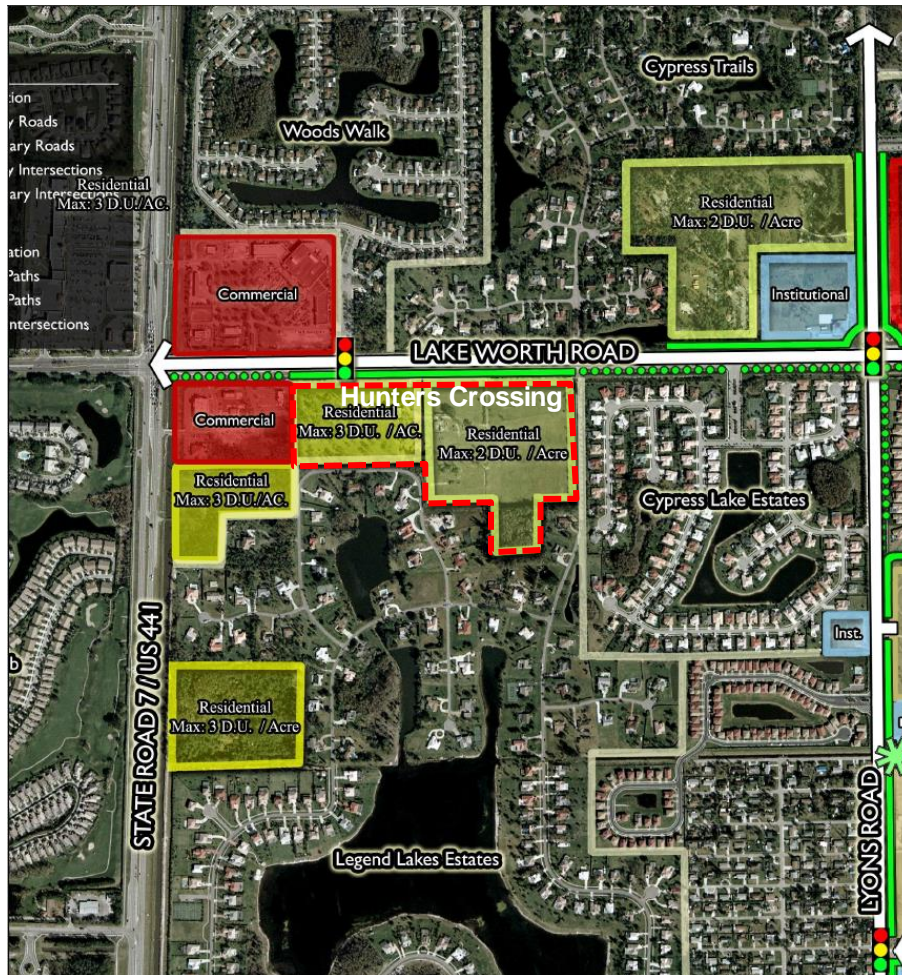 Cypress Trails
tion
y Roads
ary Roads
y Intersections
ary Intersections
ation
Paths
Paths
ntersections
Woods Walk
Residential
Max: 3 D.U./AC.
Residential
Max: 2 D.U. / Acre
Commercial
Institutional
LAKE WORTH ROAD
Hunters Crossing
Commercial
Residential
Max: 3 D.U. / AC.
Residential
Max: 2 D.U. / Acre
Residential
Max: 3 D.U./AC.
Cypress Lake Estates
Inst.
b
STATE ROAD 7 / US 441
Residential
Max: 3 D.U. / Acre
LYONS ROAD
Legend Lakes Estates